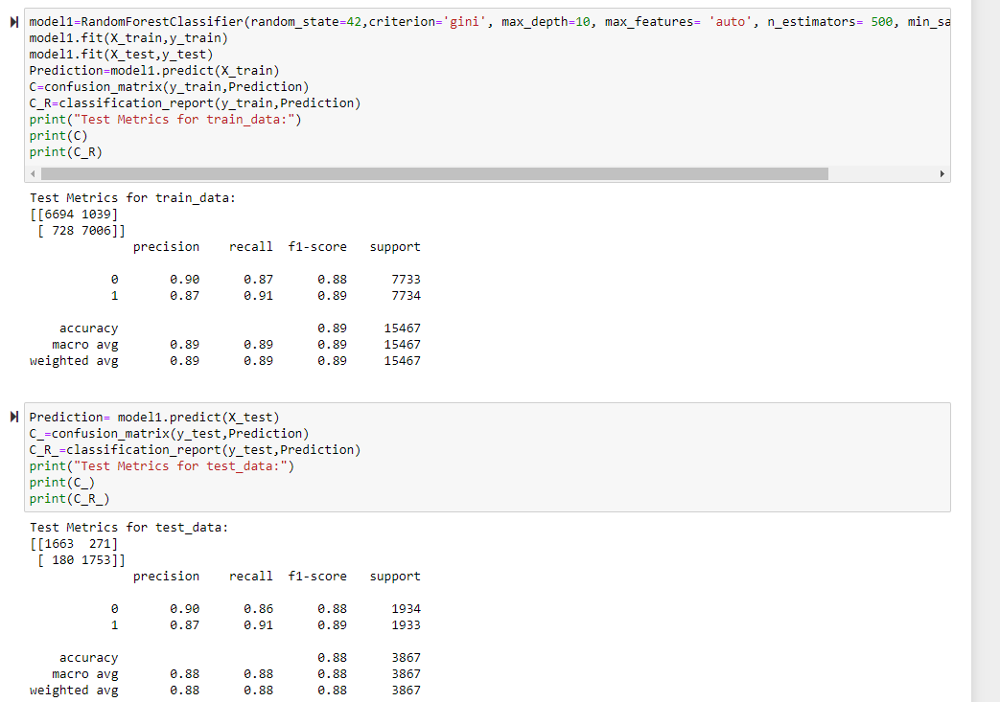 model1=RandomForestClassifier(random_state=42,criterion='gini', max_depth=10, max_features= 'auto', n_estimators= 500, min_sa
model1.fit(X_train,y_train)
model1.fit(X_test,y_test)
Prediction=model1.predict(X_train)
C=confusion_matrix(y_train,Prediction)
C_R=classification_report(y_train,Prediction)
print("Test Metrics for train_data:")
print(C)
print(C_R)
Test Metrics for train_data:
[[6694 1039]
 [ 728 7006]]
              precision    recall  f1-score   support
           0       0.90      0.87      0.88      7733
           1       0.87      0.91      0.89      7734
    accuracy                           0.89     15467
   macro avg       0.89      0.89      0.89     15467
weighted avg       0.89      0.89      0.89     15467
Prediction= model1.predict(X_test)
C_=confusion_matrix(y_test,Prediction)
C_R_=classification_report(y_test,Prediction)
print("Test Metrics for test_data:")
print(C_)
print(C_R_)
Test Metrics for test_data:
[[1663  271]
 [ 180 1753]]
              precision    recall  f1-score   support
           0       0.90      0.86      0.88      1934
           1       0.87      0.91      0.89      1933
    accuracy                           0.88      3867
   macro avg       0.88      0.88      0.88      3867
weighted avg       0.88      0.88      0.88      3867